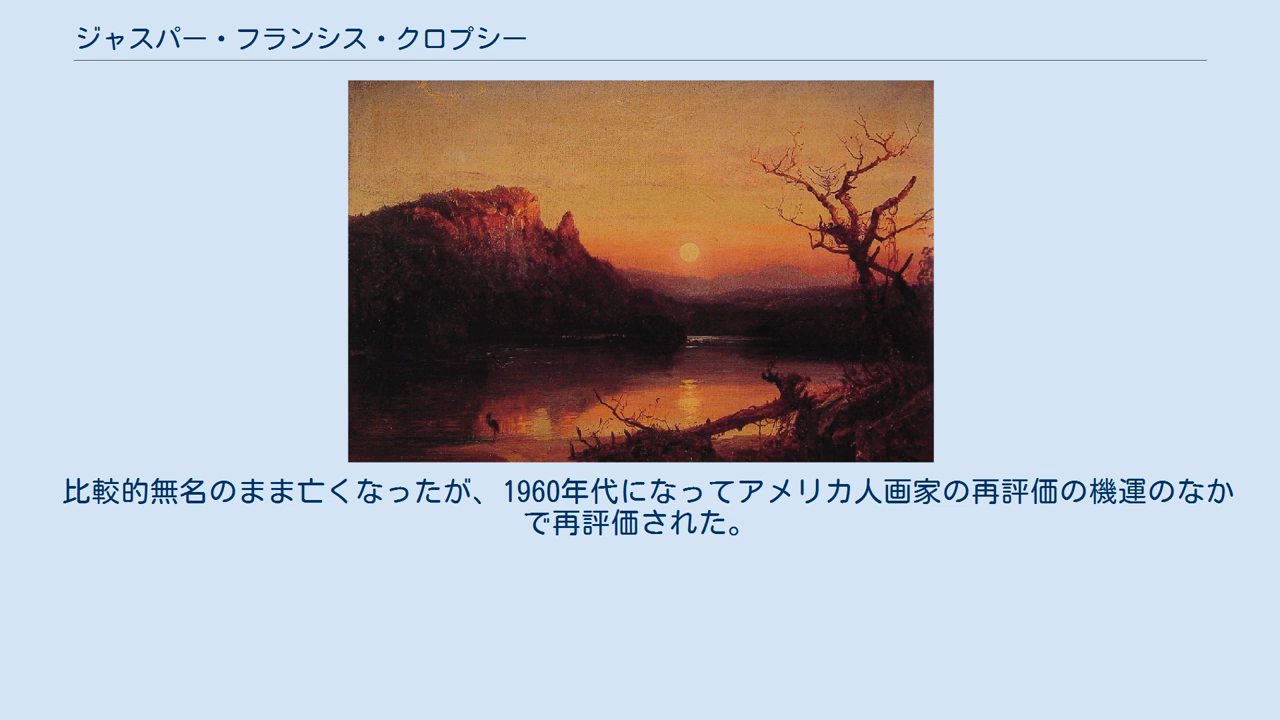 ジャスパー・フランシス・クロプシー
比較的無名のまま亡くなったが、1960年代になってアメリカ人画家の再評価の機運のなか
で再評価された。